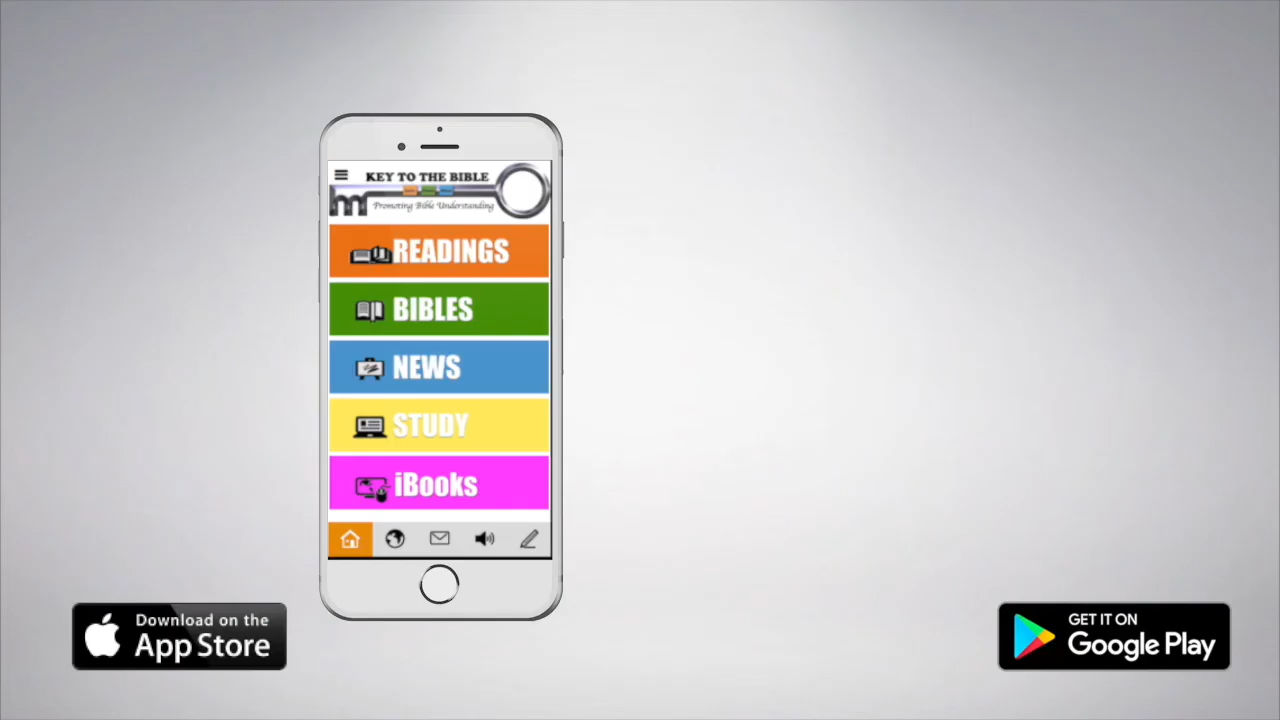 KEY TO THE BIBLE
Promoting Bible Understanding
READINGS
BIBLES
NEWS
STUDY
iBooks
Download on the
App Store
GET IT ON
Google Play